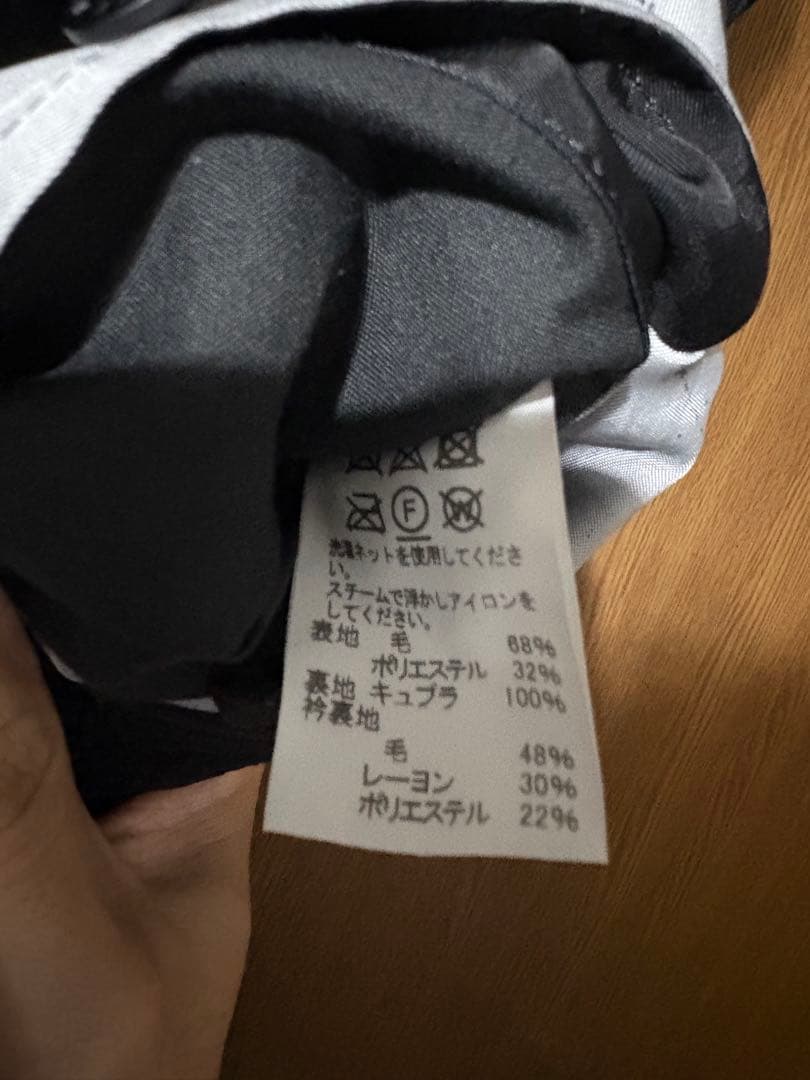 F W
洗濯ネットを使用してくださ
い。
スチームで浮かしアイロンを
してください。
表地 毛 68%
ポリエステル 32%
裏地 キュプラ 100%
衿裏地
毛 48%
レーヨン 30%
ポリエステル 22%